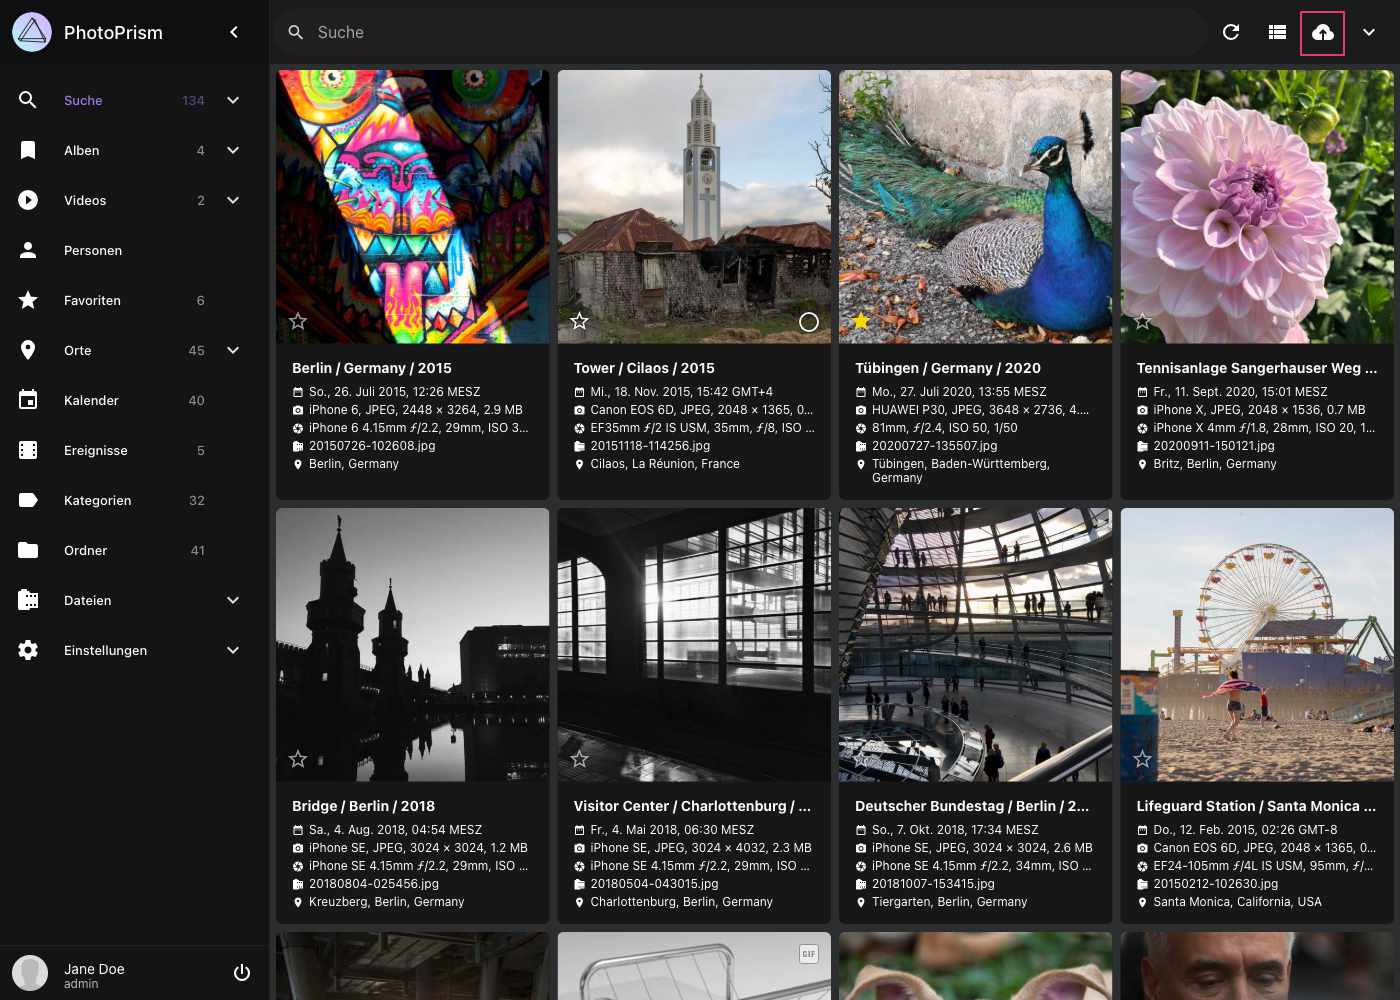 PhotoPrism
Suche
Suche 134
Alben 4
Videos 2
Personen
Favoriten 6
Orte 45
Kalender 40
Ereignisse 5
Kategorien 32
Ordner 41
Dateien
Einstellungen
Jane Doe
admin
Berlin / Germany / 2015
So., 26. Juli 2015, 12:26 MESZ
iPhone 6, JPEG, 2448 × 3264, 2.9 MB
iPhone 6 4.15mm ƒ/2.2, 29mm, ISO 3...
20150726-102608.jpg
Berlin, Germany
Tower / Cilaos / 2015
Mi., 18. Nov. 2015, 15:42 GMT+4
Canon EOS 6D, JPEG, 2048 × 1365, 0...
EF35mm ƒ/2 IS USM, 35mm, ƒ/8, ISO ...
20151118-114256.jpg
Cilaos, La Réunion, France
Tübingen / Germany / 2020
Mo., 27. Juli 2020, 13:55 MESZ
HUAWEI P30, JPEG, 3648 × 2736, 4....
81mm, ƒ/2.4, ISO 50, 1/50
20200727-135507.jpg
Tübingen, Baden-Württemberg,
Germany
Tennisanlage Sangerhauser Weg ...
Fr., 11. Sept. 2020, 15:01 MESZ
iPhone X, JPEG, 2048 × 1536, 0.7 MB
iPhone X 4mm ƒ/1.8, 28mm, ISO 20, 1...
20200911-150121.jpg
Britz, Berlin, Germany
Bridge / Berlin / 2018
Sa., 4. Aug. 2018, 04:54 MESZ
iPhone SE, JPEG, 3024 × 3024, 1.2 MB
iPhone SE 4.15mm ƒ/2.2, 29mm, ISO ...
20180804-025456.jpg
Kreuzberg, Berlin, Germany
Visitor Center / Charlottenburg / ...
Fr., 4. Mai 2018, 06:30 MESZ
iPhone SE, JPEG, 3024 × 4032, 2.3 MB
iPhone SE 4.15mm ƒ/2.2, 29mm, ISO ...
20180504-043015.jpg
Charlottenburg, Berlin, Germany
Deutscher Bundestag / Berlin / 2...
So., 7. Okt. 2018, 17:34 MESZ
iPhone SE, JPEG, 3024 × 3024, 2.6 MB
iPhone SE 4.15mm ƒ/2.2, 34mm, ISO ...
20181007-153415.jpg
Tiergarten, Berlin, Germany
Lifeguard Station / Santa Monica ...
Do., 12. Feb. 2015, 02:26 GMT-8
Canon EOS 6D, JPEG, 2048 × 1365, 0...
EF24-105mm ƒ/4L IS USM, 95mm, ƒ/...
20150212-102630.jpg
Santa Monica, California, USA
GIF